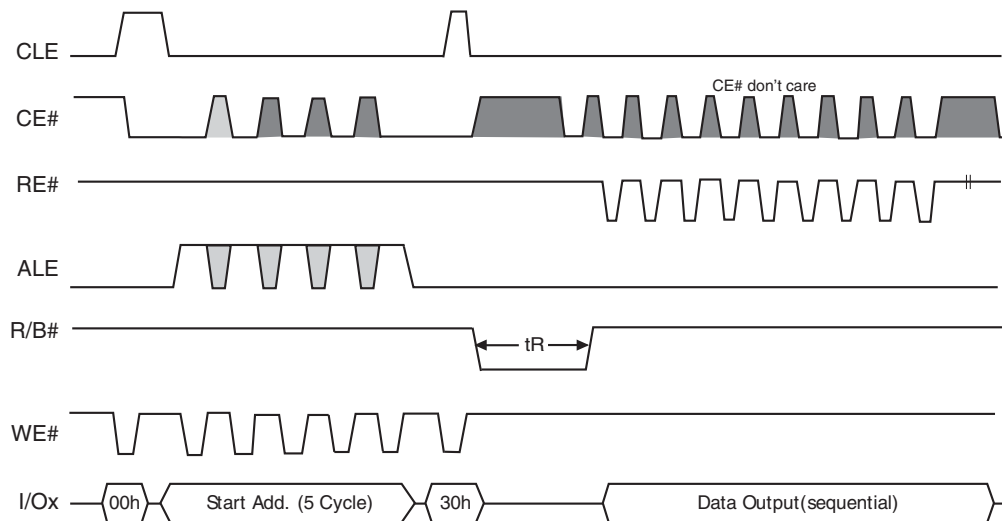 CLE
CE# don't care
CE#
RE#
ALE
R/B#
tR
WE#
I/Ox 00h Start Add. (5 Cycle) 30h Data Output(sequential)